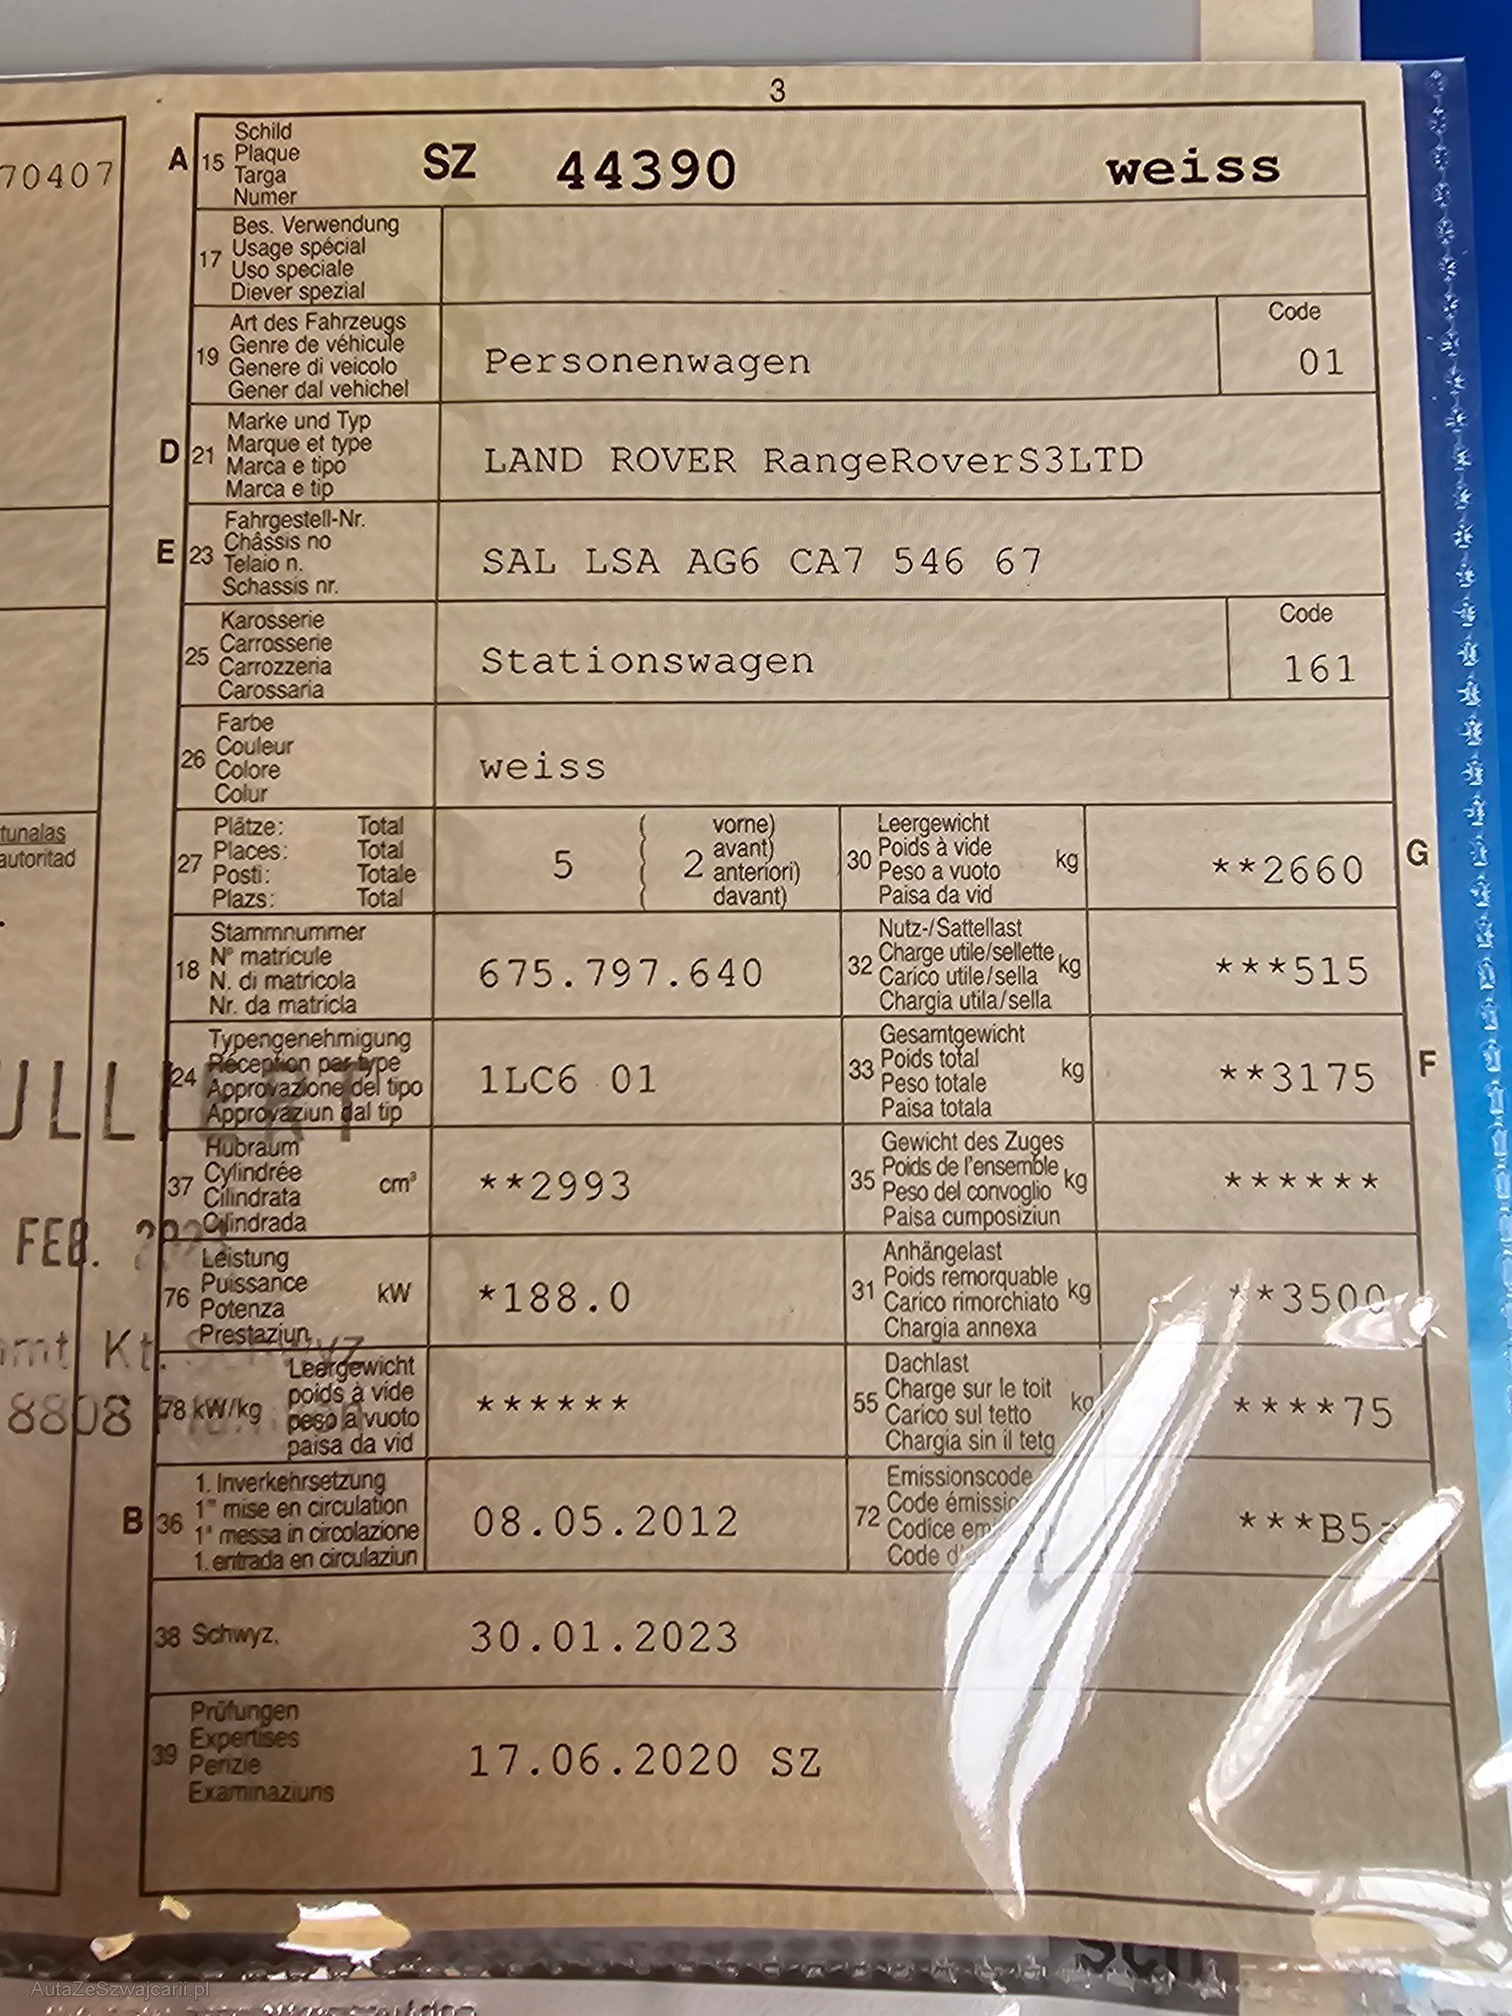 3
70407
A 15 Schild
Plaque
Targa
Numer
SZ 44390 weiss
17 Bes. Verwendung
Usage spécial
Uso speciale
Diever spezial
19 Art des Fahrzeugs
Genre de véhicule
Genere di veicolo
Gener dal vehichel
Personenwagen
Code
01
D 21 Marke und Typ
Marque et type
Marca e tipo
Marca e tip
LAND ROVER RangeRoverS3LTD
E 23 Fahrgestell-Nr.
Châssis no
Telaio n.
Schassis nr.
SAL LSA AG6 CA7 546 67
25 Karosserie
Carrosserie
Carrozzeria
Carossaria
Stationswagen
Code
161
26 Farbe
Couleur
Colore
Colur
weiss
tunalas
autoritad
27 Plätze: Total
Places: Total
Posti: Totale
Plazs: Total
5 ( 2 vorne)
( avant)
( anteriori)
( davant)
30 Leergewicht
Poids à vide
Peso a vuoto
Paisa da vid
kg **2660 G
18 Stammnummer
N° matricule
N. di matricola
Nr. da matricla
675.797.640
32 Nutz-/Sattellast
Charge utile/sellette
Carico utile/sella
Chargia utila/sella
kg ***515
24 Typengenehmigung
Réception par type
Approvazione del tipo
Approvaziun dal tip
1LC6 01
33 Gesamtgewicht
Poids total
Peso totale
Paisa totala
kg **3175 F
37 Hubraum
Cylindrée
Cilindrata
Cilindrada
cm³ **2993
35 Gewicht des Zuges
Poids de l'ensemble
Peso del convoglio
Paisa cumposiziun
kg ******
FEB.
76 Leistung
Puissance
Potenza
Prestaziun
kW *188.0
31 Anhängelast
Poids remorquable
Carico rimorchiato
Chargia annexa
kg **3500
Kt.
8808
78 kW/kg Leergewicht
poids à vide
peso a vuoto
paisa da vid
******
55 Dachlast
Charge sur le toit
Carico sul tetto
Chargia sin il tetg
kg ****75
B 36 1. Inverkehrsetzung
1re mise en circulation
1a messa in circolazione
1. entrada en circulaziun
08.05.2012
72 Emissionscode
Code
Codice
Code
***B5a
38 Schwyz, 30.01.2023
39 Prüfungen
Expertises
Perizie
Examinaziuns
17.06.2020 SZ
AutaZeSzwajcarii.pl